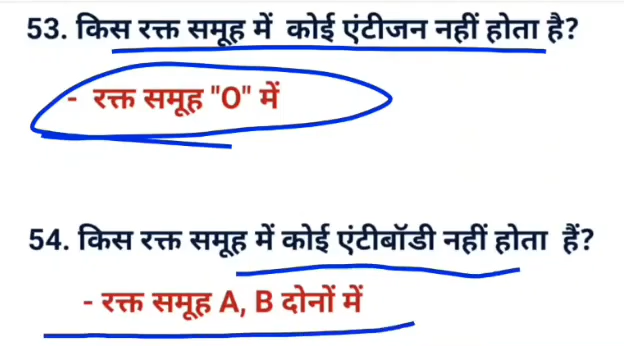 53. किस रक्त समूह में कोई एंटीजन नहीं होता है?
- रक्त समूह "O" में
54. किस रक्त समूह में कोई एंटीबॉडी नहीं होता हैं?
- रक्त समूह A, B दोनों में